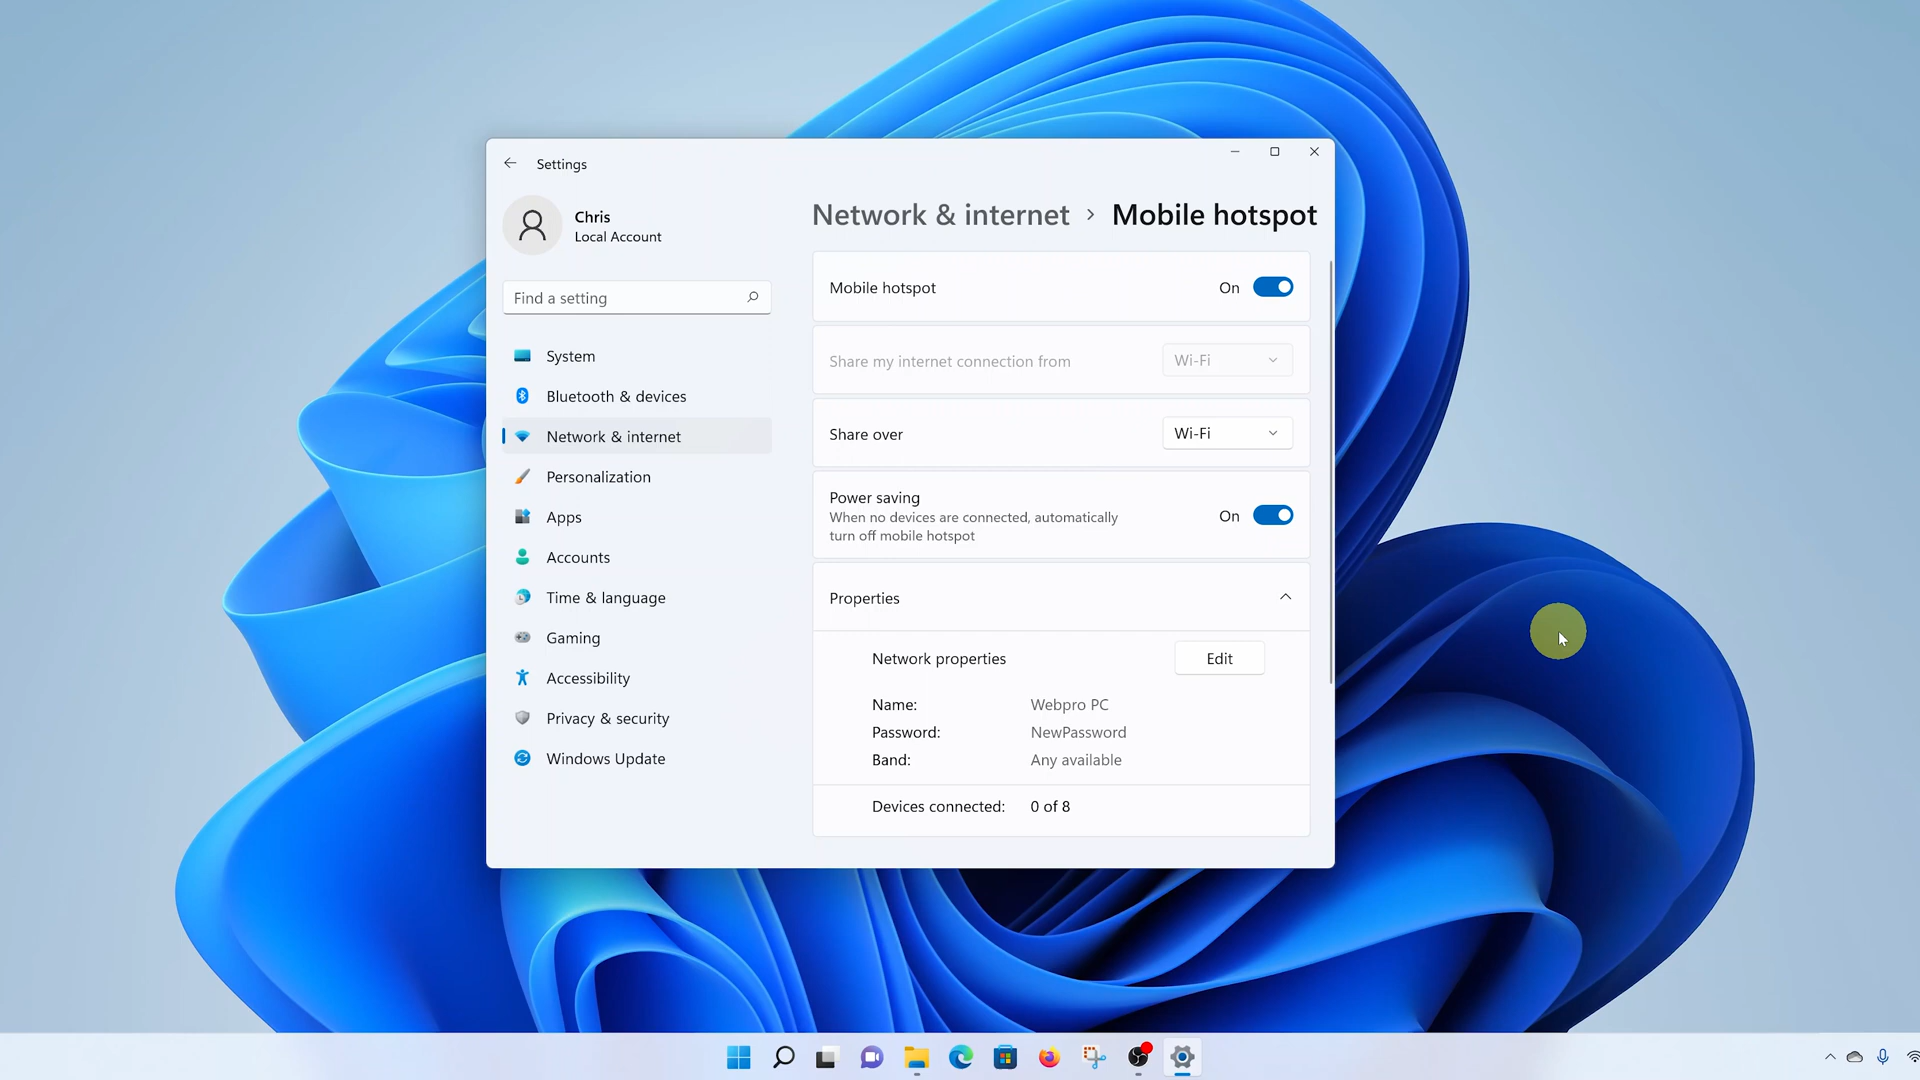 Settings
Chris
Local Account
Find a setting
System
Bluetooth & devices
Network & internet
Personalization
Apps
Accounts
Time & language
Gaming
Accessibility
Privacy & security
Windows Update
Network & internet > Mobile hotspot
Mobile hotspot On
Share my internet connection from Wi-Fi
Share over Wi-Fi
Power saving
When no devices are connected, automatically
turn off mobile hotspot
On
Properties
Network properties Edit
Name: Webpro PC
Password: NewPassword
Band: Any available
Devices connected: 0 of 8